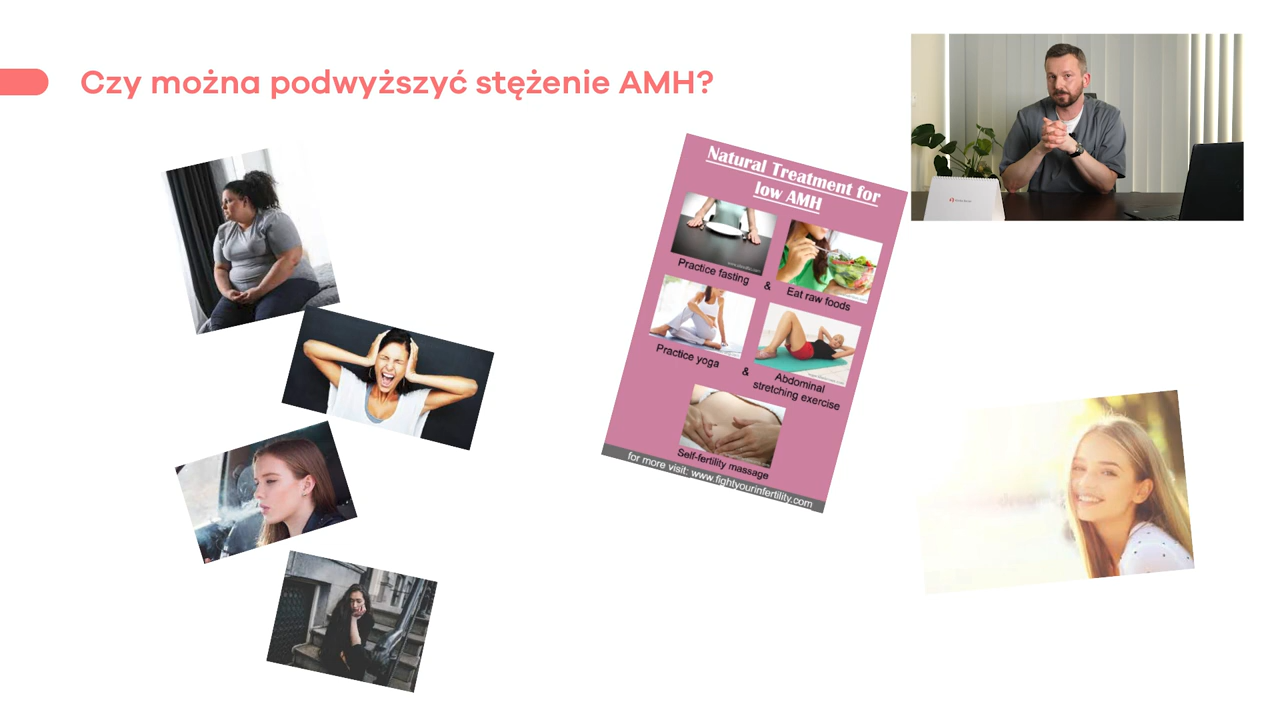 Czy można podwyższyć stężenie AMH?
Natural Treatment for
low AMH
Practice fasting
&
Eat raw foods
Practice yoga
&
Abdominal
stretching exercise
Self-fertility massage
for more visit: www.fightyourinfertility.com